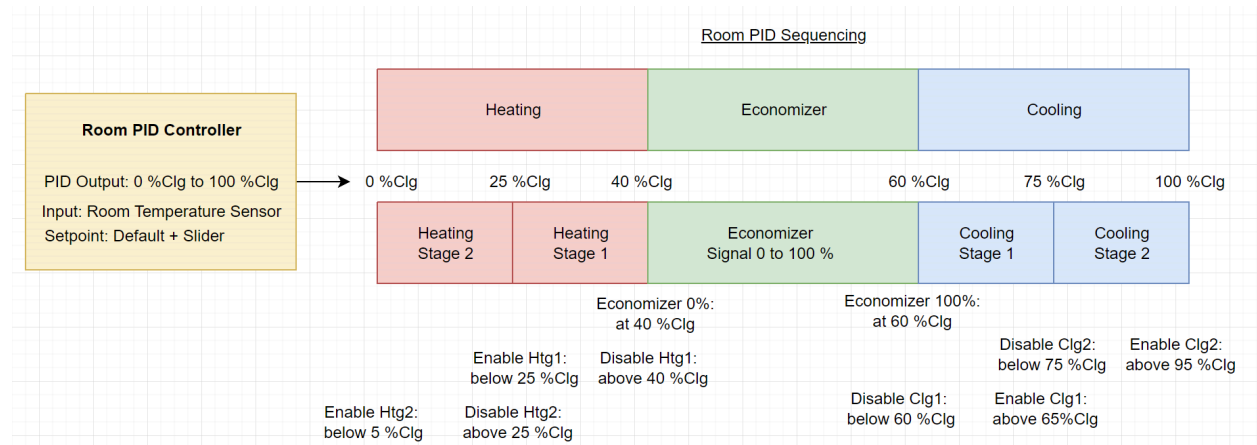 Room PID Sequencing
Room PID Controller
PID Output: 0 %Clg to 100 %Clg
Input: Room Temperature Sensor
Setpoint: Default + Slider
Heating
Economizer
Cooling
0 %Clg
25 %Clg
40 %Clg
60 %Clg
75 %Clg
100 %Clg
Heating
Stage 2
Heating
Stage 1
Economizer
Signal 0 to 100 %
Cooling
Stage 1
Cooling
Stage 2
Economizer 0%:
at 40 %Clg
Economizer 100%:
at 60 %Clg
Enable Htg1:
below 25 %Clg
Disable Htg1:
above 40 %Clg
Disable Clg2:
below 75 %Clg
Enable Clg2:
above 95 %Clg
Enable Htg2:
below 5 %Clg
Disable Htg2:
above 25 %Clg
Disable Clg1:
below 60 %Clg
Enable Clg1:
above 65%Clg